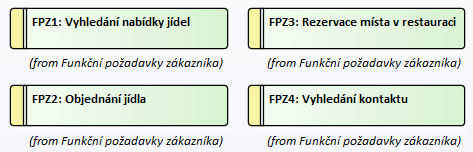 FPZ1: Vyhledání nabídky jídel
(from Funkční požadavky zákazníka)
FPZ3: Rezervace místa v restauraci
(from Funkční požadavky zákazníka)
FPZ2: Objednání jídla
(from Funkční požadavky zákazníka)
FPZ4: Vyhledání kontaktu
(from Funkční požadavky zákazníka)